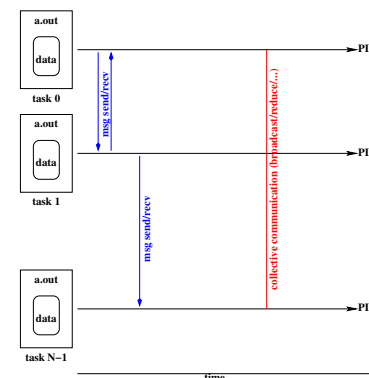 a.out
data
task 0
PI
msg send/recv
a.out
data
task 1
PI
msg send/recv
collective communication (broadcast/reduce/...)
a.out
data
task N−1
PI
time